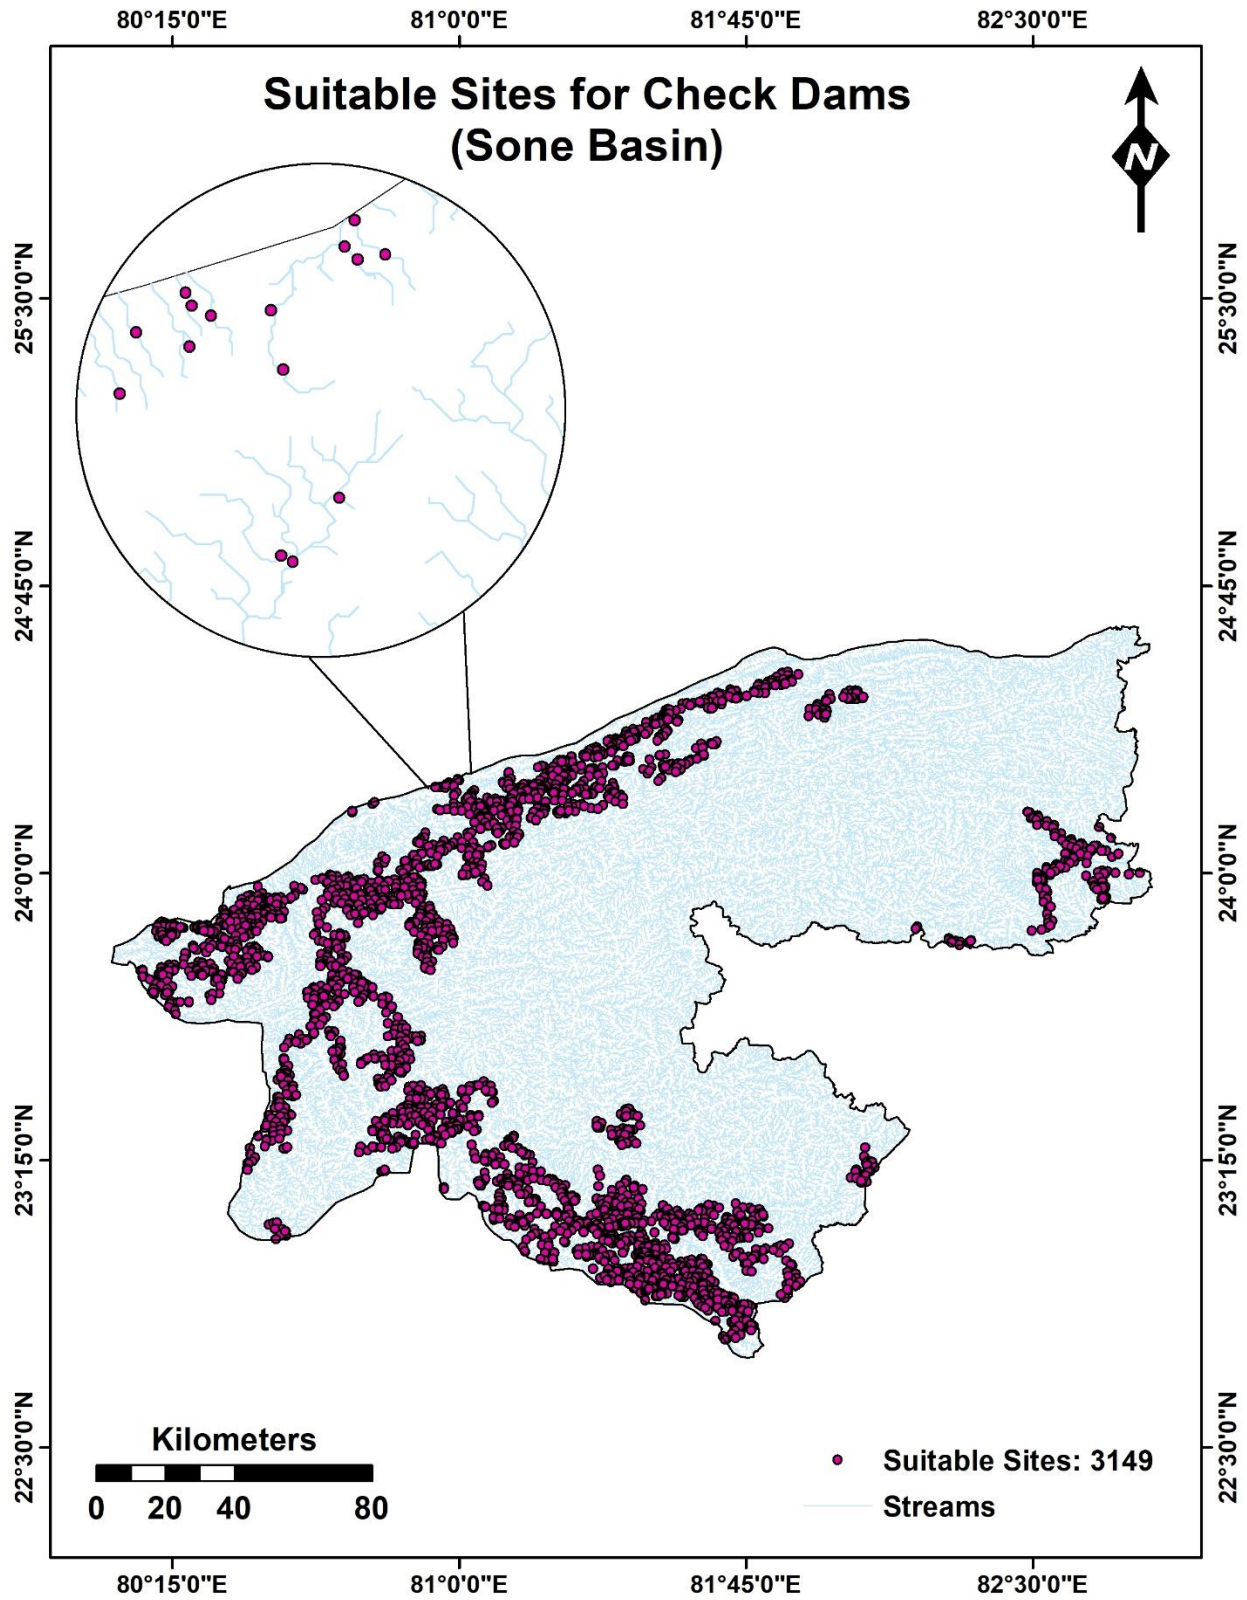 80°15'0"E 81°0'0"E 81°45'0"E 82°30'0"E
Suitable Sites for Check Dams
(Sone Basin)
N
25°30'0"N 25°30'0"N
24°45'0"N 24°45'0"N
24°0'0"N 24°0'0"N
23°15'0"N 23°15'0"N
22°30'0"N 22°30'0"N
Kilometers
0 20 40 80
Suitable Sites: 3149
Streams
80°15'0"E 81°0'0"E 81°45'0"E 82°30'0"E